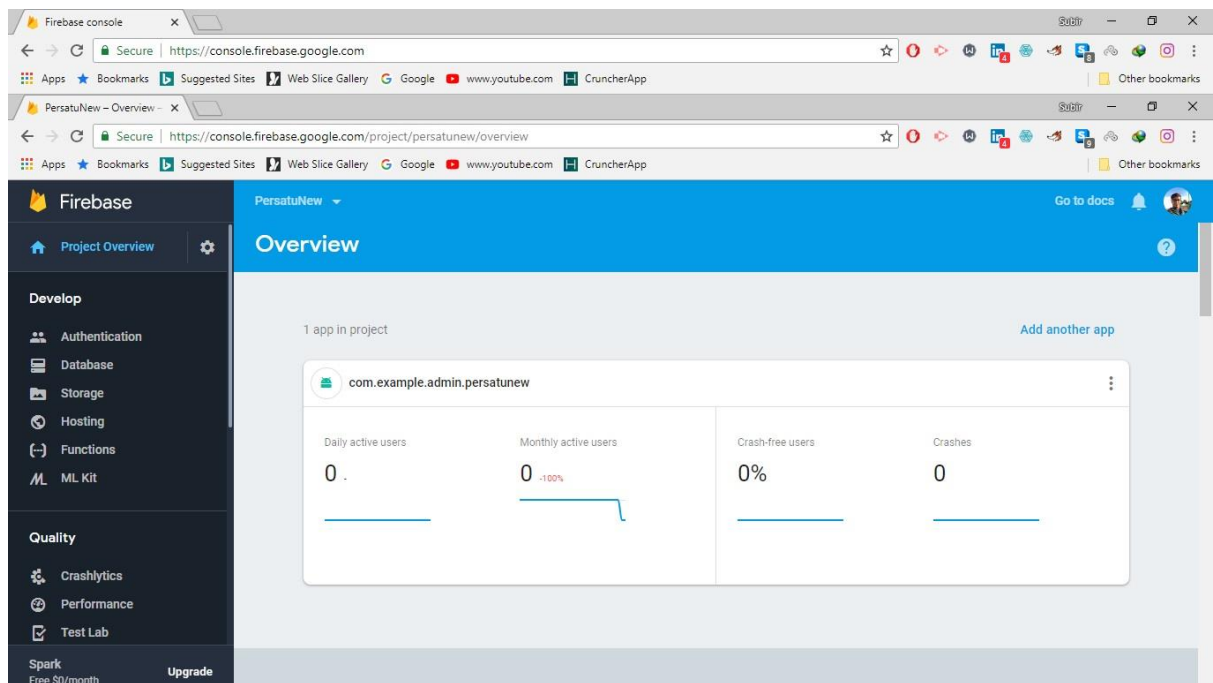 Firebase console
Subir
Secure | https://console.firebase.google.com
4
8
Apps Bookmarks Suggested Sites Web Slice Gallery Google www.youtube.com CruncherApp Other bookmarks
PersatuNew – Overview –
Subir
Secure | https://console.firebase.google.com/project/persatunew/overview
4
9
Apps Bookmarks Suggested Sites Web Slice Gallery Google www.youtube.com CruncherApp Other bookmarks
Firebase
PersatuNew
Go to docs
Project Overview
Overview
Develop
Authentication
Database
Storage
Hosting
Functions
ML Kit
Quality
Crashlytics
Performance
Test Lab
Spark
Free $0/month
Upgrade
1 app in project
Add another app
com.example.admin.persatunew
Daily active users
Monthly active users
Crash-free users
Crashes
0 -
0 -100%
0%
0